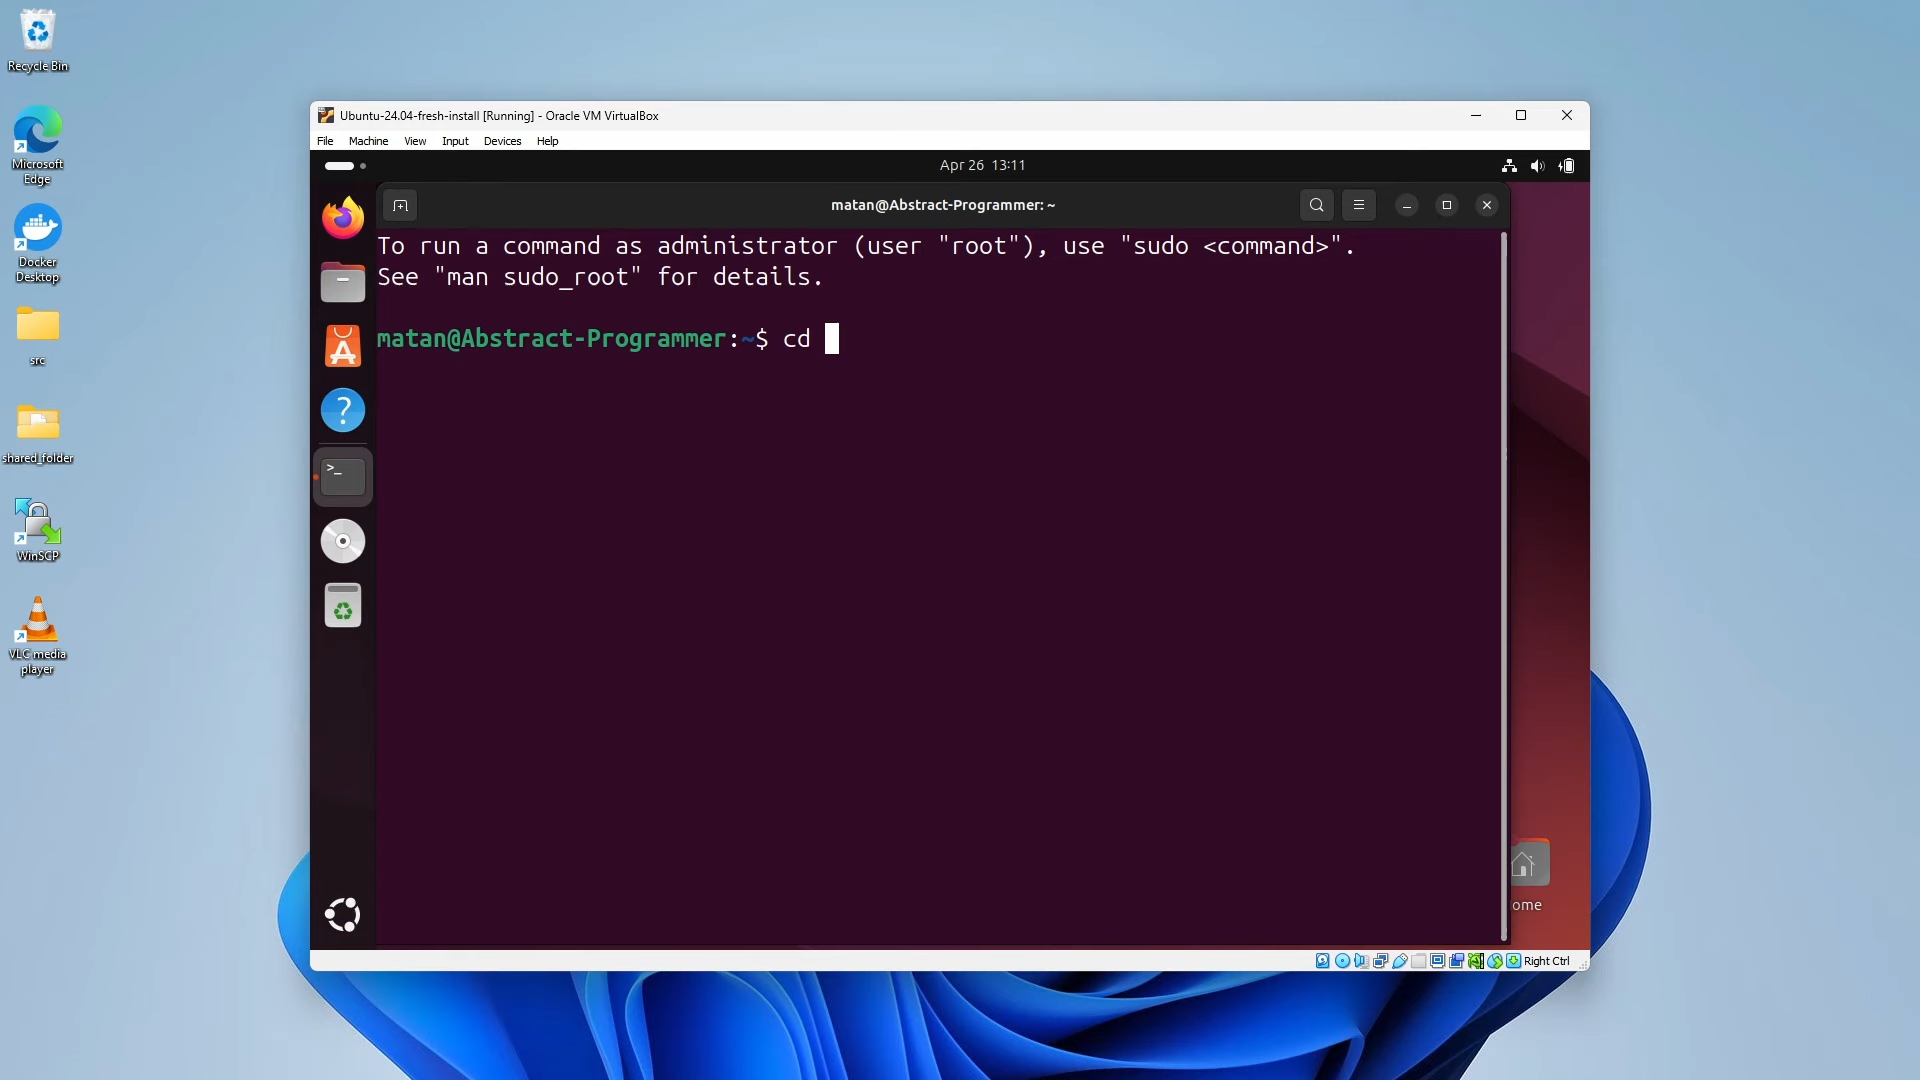 Recycle Bin
Microsoft
Edge
Docker
Desktop
src
shared_folder
WinSCP
VLC media
player
Ubuntu-24.04-fresh-install [Running] - Oracle VM VirtualBox
File Machine View Input Devices Help
Apr 26 13:11
matan@Abstract-Programmer: ~
To run a command as administrator (user "root"), use "sudo <command>".
See "man sudo_root" for details.
matan@Abstract-Programmer:~$ cd
ome
Right Ctrl